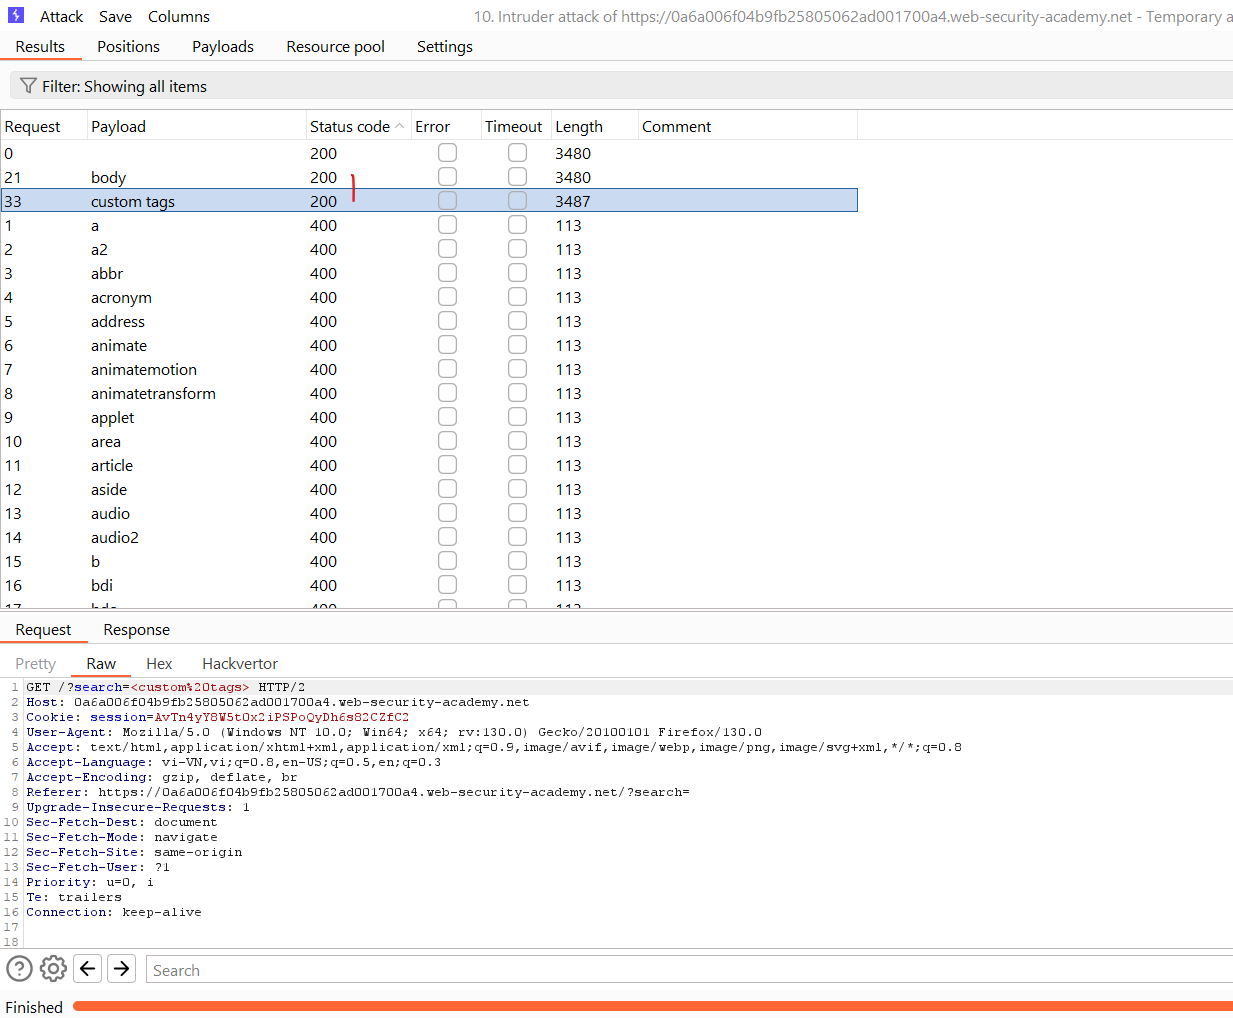 Attack Save Columns 10. Intruder attack of https://0a6a006f04b9fb25805062ad001700a4.web-security-academy.net - Temporary a
Results Positions Payloads Resource pool Settings
Filter: Showing all items
Request Payload Status code Error Timeout Length Comment
0 200 3480
21 body 200 3480
33 custom tags 200 3487
1 a 400 113
2 a2 400 113
3 abbr 400 113
4 acronym 400 113
5 address 400 113
6 animate 400 113
7 animatemotion 400 113
8 animatetransform 400 113
9 applet 400 113
10 area 400 113
11 article 400 113
12 aside 400 113
13 audio 400 113
14 audio2 400 113
15 b 400 113
16 bdi 400 113
17 bdo 400 113
Request Response
Pretty Raw Hex Hackvertor
1 GET /?search=<custom%20tags> HTTP/2
2 Host: 0a6a006f04b9fb25805062ad001700a4.web-security-academy.net
3 Cookie: session=AvTn4yY8W5tOx2iPSPoQyDh6s82CZfC2
4 User-Agent: Mozilla/5.0 (Windows NT 10.0; Win64; x64; rv:130.0) Gecko/20100101 Firefox/130.0
5 Accept: text/html,application/xhtml+xml,application/xml;q=0.9,image/avif,image/webp,image/png,image/svg+xml,*/*;q=0.8
6 Accept-Language: vi-VN,vi;q=0.8,en-US;q=0.5,en;q=0.3
7 Accept-Encoding: gzip, deflate, br
8 Referer: https://0a6a006f04b9fb25805062ad001700a4.web-security-academy.net/?search=
9 Upgrade-Insecure-Requests: 1
10 Sec-Fetch-Dest: document
11 Sec-Fetch-Mode: navigate
12 Sec-Fetch-Site: same-origin
13 Sec-Fetch-User: ?1
14 Priority: u=0, i
15 Te: trailers
16 Connection: keep-alive
17
18
Search
Finished